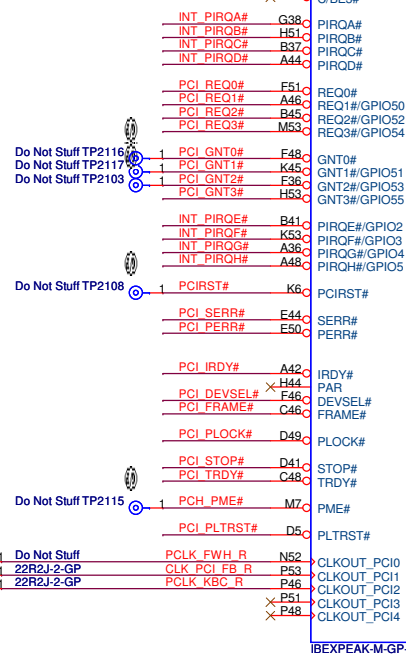 INT_PIRQA# G38 PIRQA#
INT_PIRQB# H51 PIRQB#
INT_PIRQC# B37 PIRQC#
INT_PIRQD# A44 PIRQD#
PCI_REQ0# F51 REQ0#
PCI_REQ1# A46 REQ1#/GPIO50
PCI_REQ2# B45 REQ2#/GPIO52
PCI_REQ3# M53 REQ3#/GPIO54
Do Not Stuff TP2116 1 PCI_GNT0# F48 GNT0#
Do Not Stuff TP2117 1 PCI_GNT1# K45 GNT1#/GPIO51
Do Not Stuff TP2103 1 PCI_GNT2# F36 GNT2#/GPIO53
PCI_GNT3# H53 GNT3#/GPIO55
INT_PIRQE# B41 PIRQE#/GPIO2
INT_PIRQF# K53 PIRQF#/GPIO3
INT_PIRQG# A36 PIRQG#/GPIO4
INT_PIRQH# A48 PIRQH#/GPIO5
Do Not Stuff TP2108 1 PCIRST# K6 PCIRST#
PCI_SERR# E44 SERR#
PCI_PERR# E50 PERR#
PCI_IRDY# A42 IRDY#
H44 PAR
PCI_DEVSEL# F46 DEVSEL#
PCI_FRAME# C46 FRAME#
PCI_PLOCK# D49 PLOCK#
PCI_STOP# D41 STOP#
PCI_TRDY# C48 TRDY#
Do Not Stuff TP2115 1 PCH_PME# M7 PME#
PCI_PLTRST# D5 PLTRST#
Do Not Stuff PCLK_FWH_R N52 CLKOUT_PCI0
22R2J-2-GP CLK_PCI_FB_R P53 CLKOUT_PCI1
22R2J-2-GP PCLK_KBC_R P46 CLKOUT_PCI2
P51 CLKOUT_PCI3
P48 CLKOUT_PCI4
IBEXPEAK-M-GP-